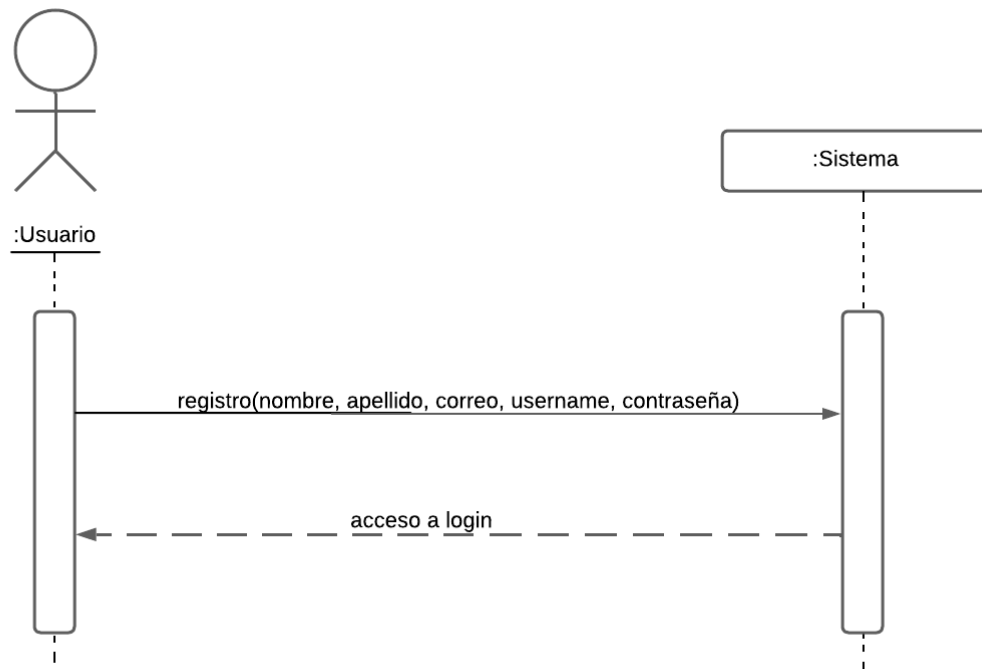 :Sistema
:Usuario
registro(nombre, apellido, correo, username, contraseña)
acceso a login